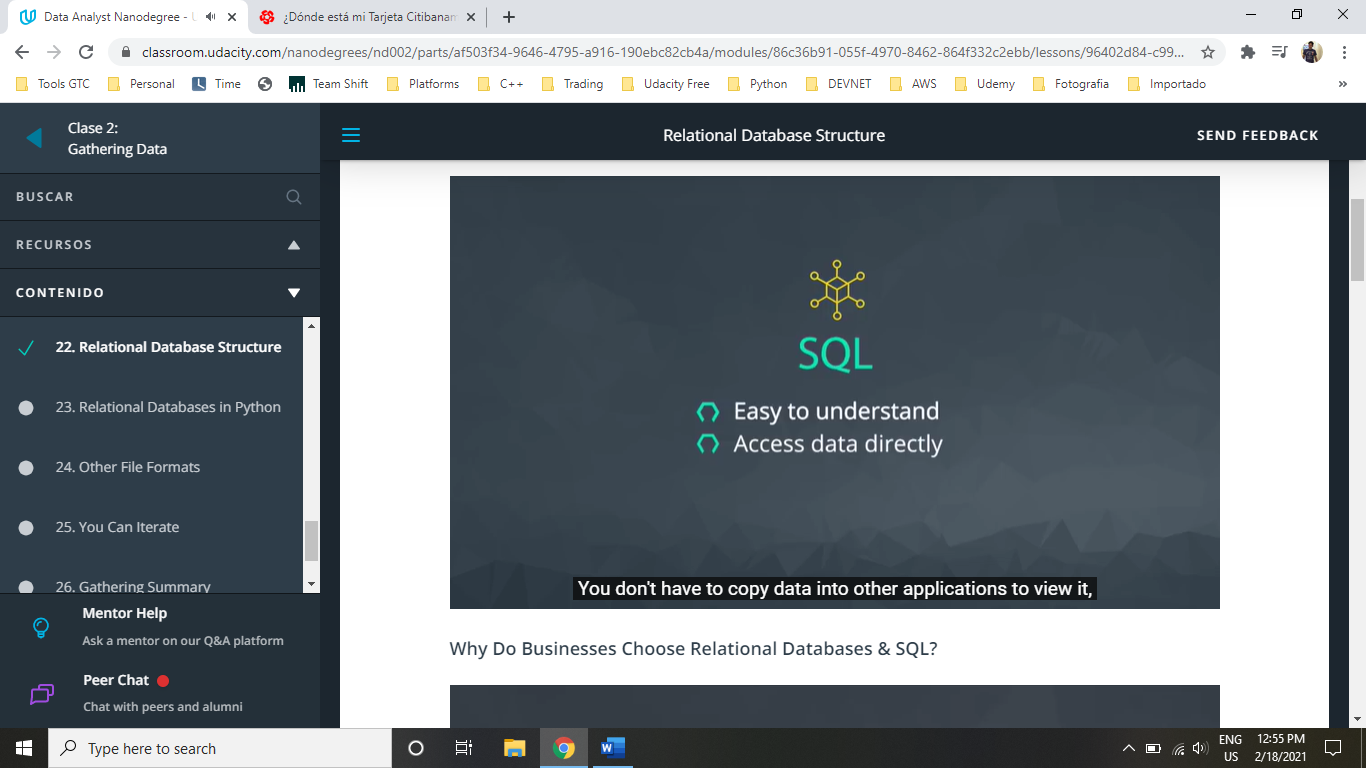 Data Analyst Nanodegree - U
¿Dónde está mi Tarjeta Citibanam
classroom.udacity.com/nanodegrees/nd002/parts/af503f34-9646-4795-a916-190ebc82cb4a/modules/86c36b91-055f-4970-8462-864f332c2ebb/lessons/96402d84-c99...
Tools GTC
Personal
Time
Team Shift
Platforms
C++
Trading
Udacity Free
Python
DEVNET
AWS
Udemy
Fotografia
Importado
»
Clase 2:
Gathering Data
Relational Database Structure
SEND FEEDBACK
BUSCAR
RECURSOS
CONTENIDO
22. Relational Database Structure
23. Relational Databases in Python
24. Other File Formats
25. You Can Iterate
26. Gathering Summary
Mentor Help
Ask a mentor on our Q&A platform
Peer Chat
Chat with peers and alumni
SQL
Easy to understand
Access data directly
You don't have to copy data into other applications to view it,
Why Do Businesses Choose Relational Databases & SQL?
Type here to search
W
ENG
US
12:55 PM
2/18/2021